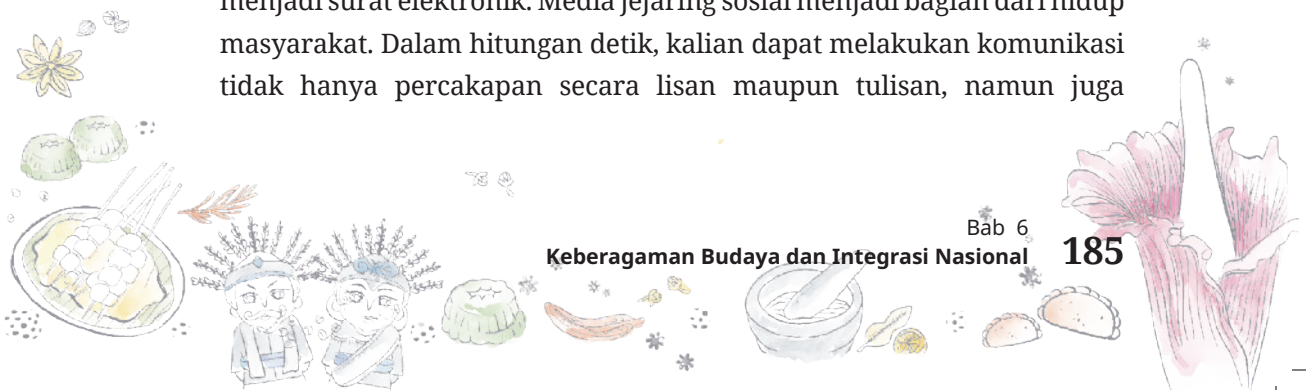 menjadi surat elektronik. Media jejaring sosial menjadi bagian dari hidup
masyarakat. Dalam hitungan detik, kalian dapat melakukan komunikasi
tidak hanya percakapan secara lisan maupun tulisan, namun juga
Bab 6
Keberagaman Budaya dan Integrasi Nasional 185